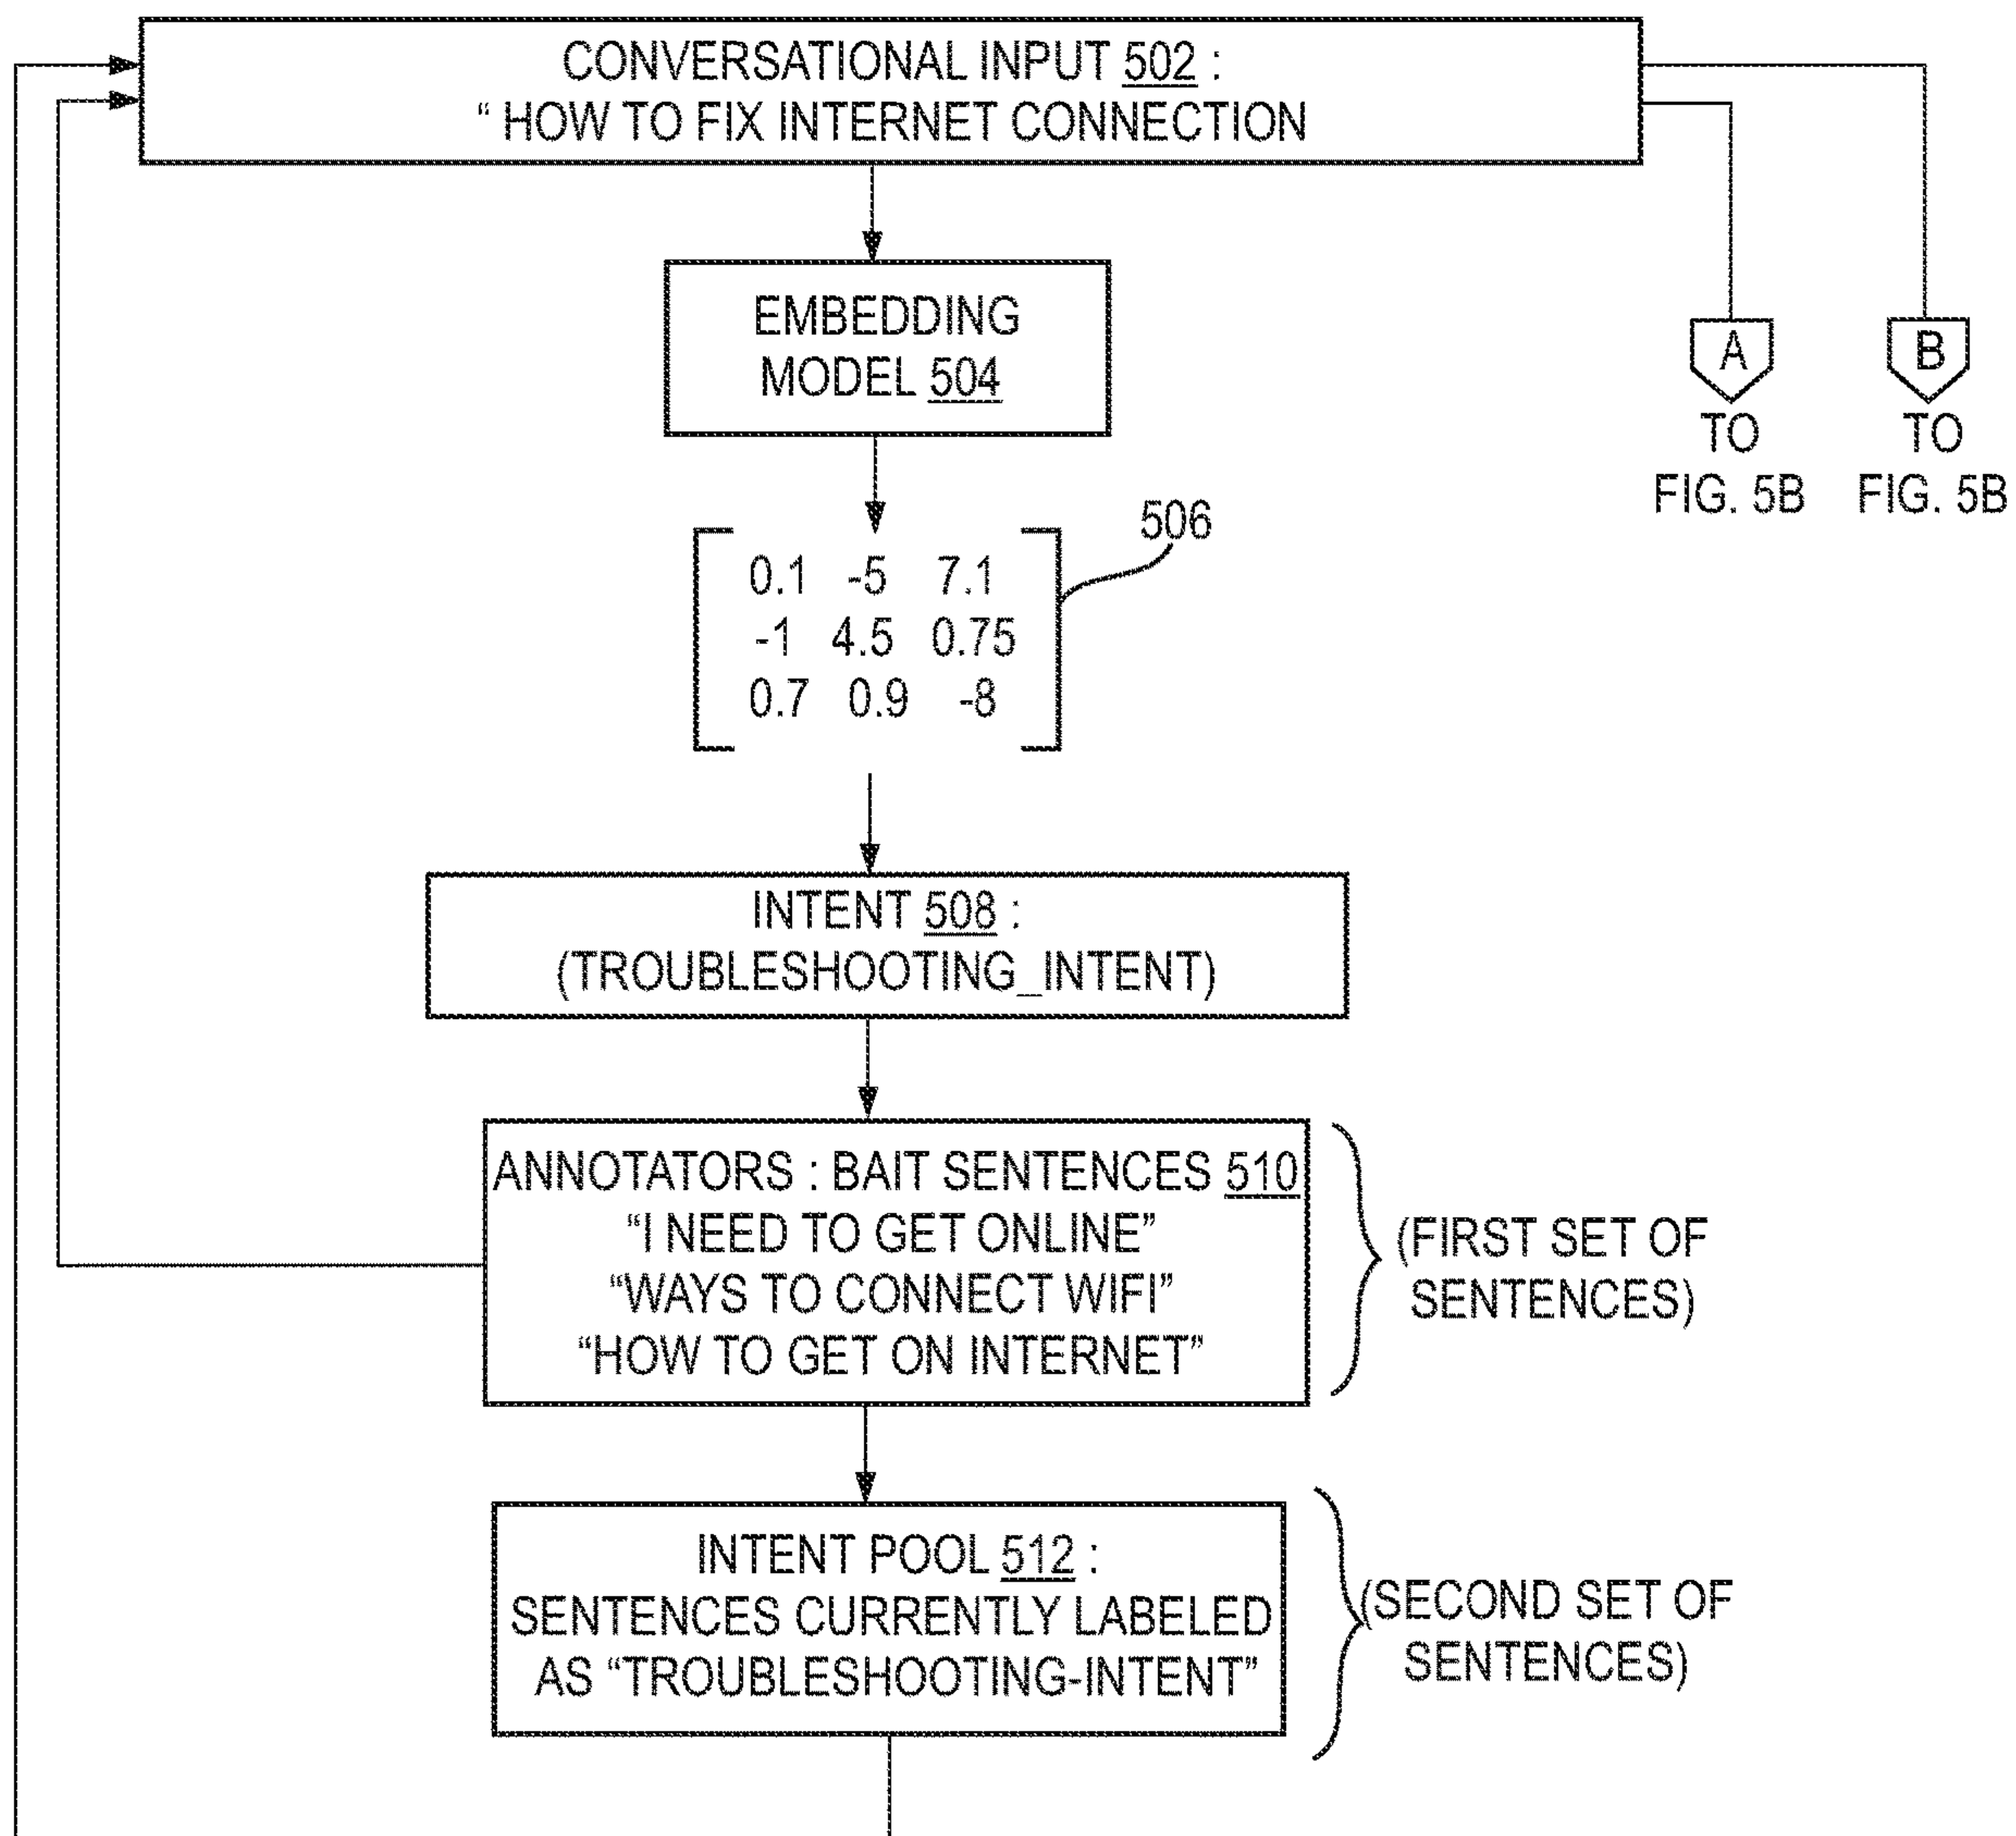 CONVERSATIONAL INPUT 502 :
“ HOW TO FIX INTERNET CONNECTION
EMBEDDING
MODEL 504
A
TO
FIG. 5B
B
TO
FIG. 5B
506
0.1 -5 7.1
-1 4.5 0.75
0.7 0.9 -8
INTENT 508 :
(TROUBLESHOOTING_INTENT)
ANNOTATORS : BAIT SENTENCES 510
“I NEED TO GET ONLINE”
“WAYS TO CONNECT WIFI”
“HOW TO GET ON INTERNET”
(FIRST SET OF
SENTENCES)
INTENT POOL 512 :
SENTENCES CURRENTLY LABELED
AS “TROUBLESHOOTING-INTENT”
(SECOND SET OF
SENTENCES)